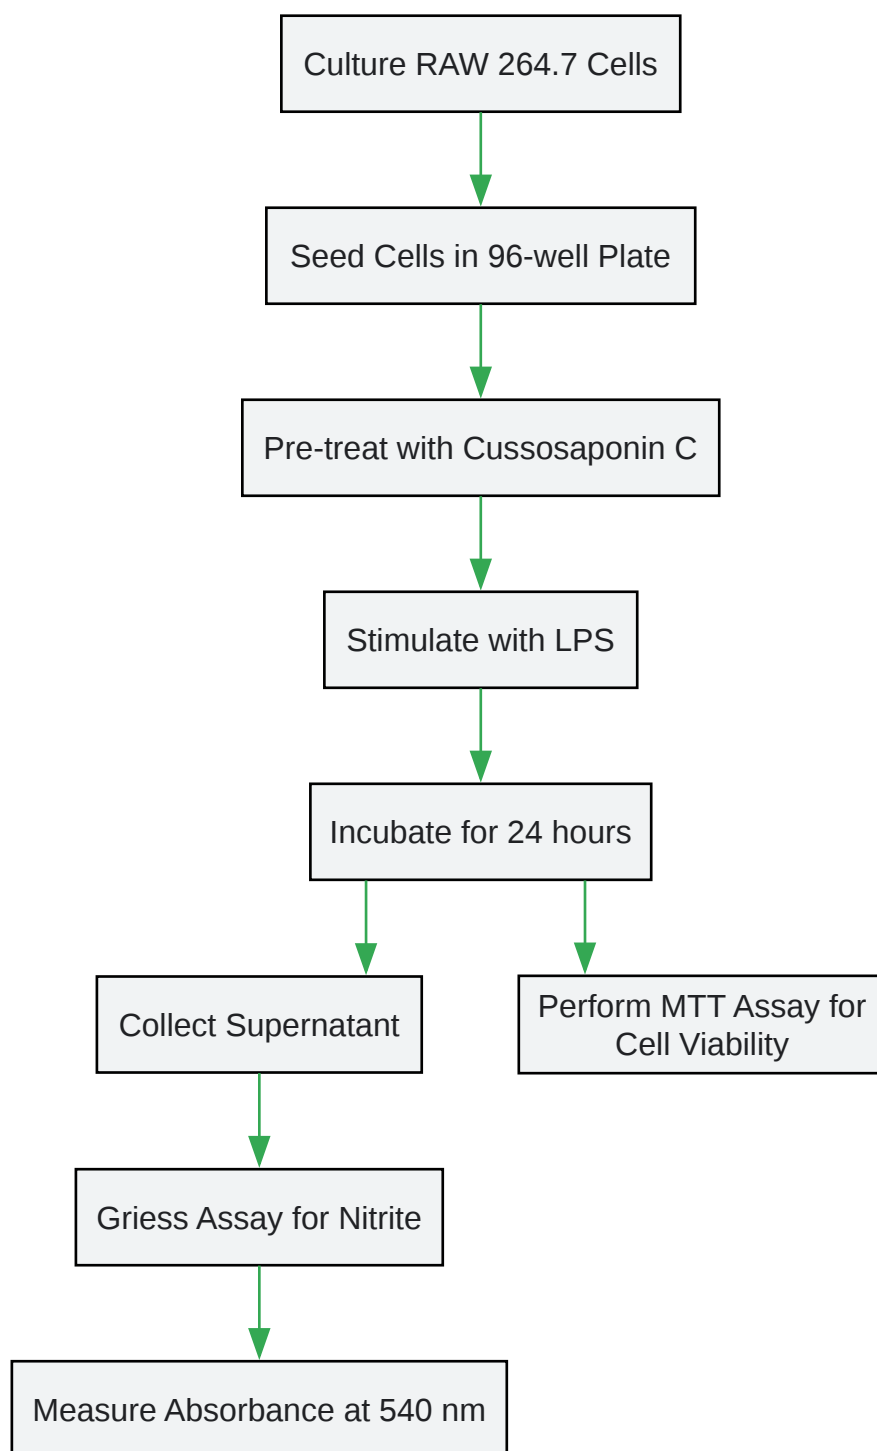 Culture RAW 264.7 Cells
Seed Cells in 96-well Plate
Pre-treat with Cussosaponin C
Stimulate with LPS
Incubate for 24 hours
Collect Supernatant
Perform MTT Assay for
Cell Viability
Griess Assay for Nitrite
Measure Absorbance at 540 nm